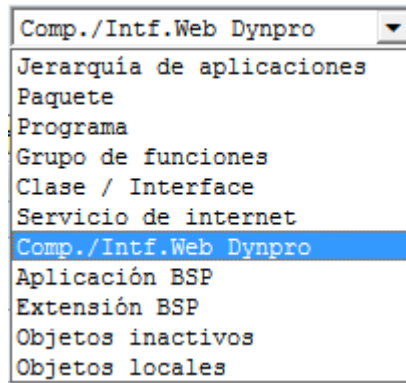 Comp./Intf.Web Dynpro
Jerarquía de aplicaciones
Paquete
Programa
Grupo de funciones
Clase / Interface
Servicio de internet
Comp./Intf.Web Dynpro
Aplicación BSP
Extensión BSP
Objetos inactivos
Objetos locales